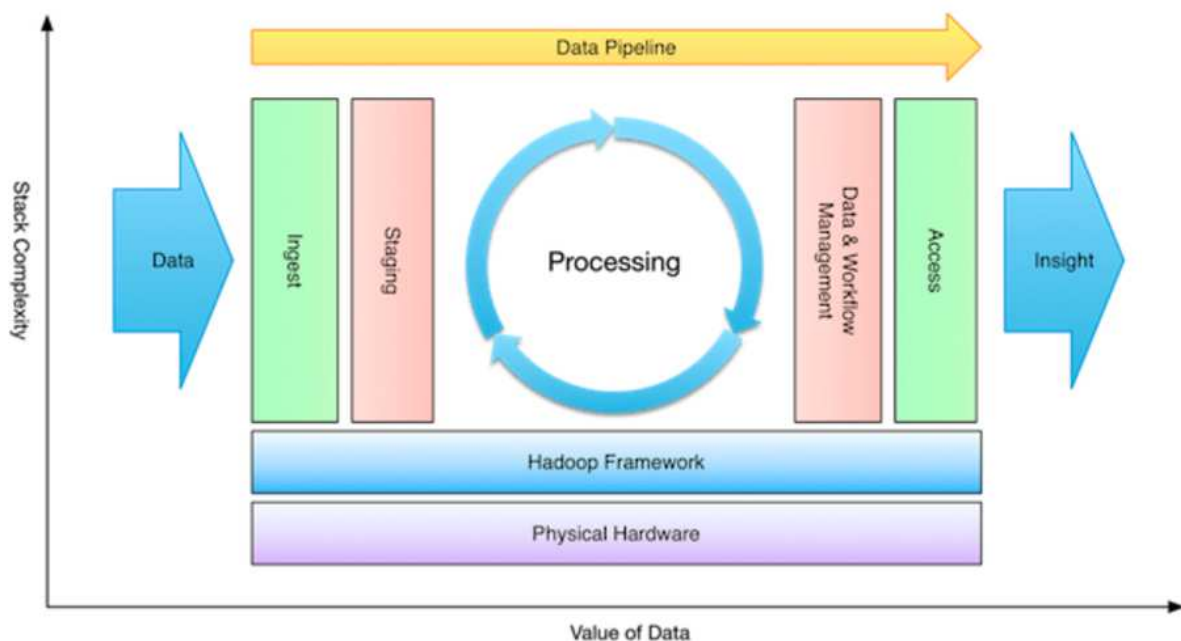 Data Pipeline
Stack Complexity
Data
Ingest
Staging
Processing
Data & Workflow
Management
Access
Insight
Hadoop Framework
Physical Hardware
Value of Data